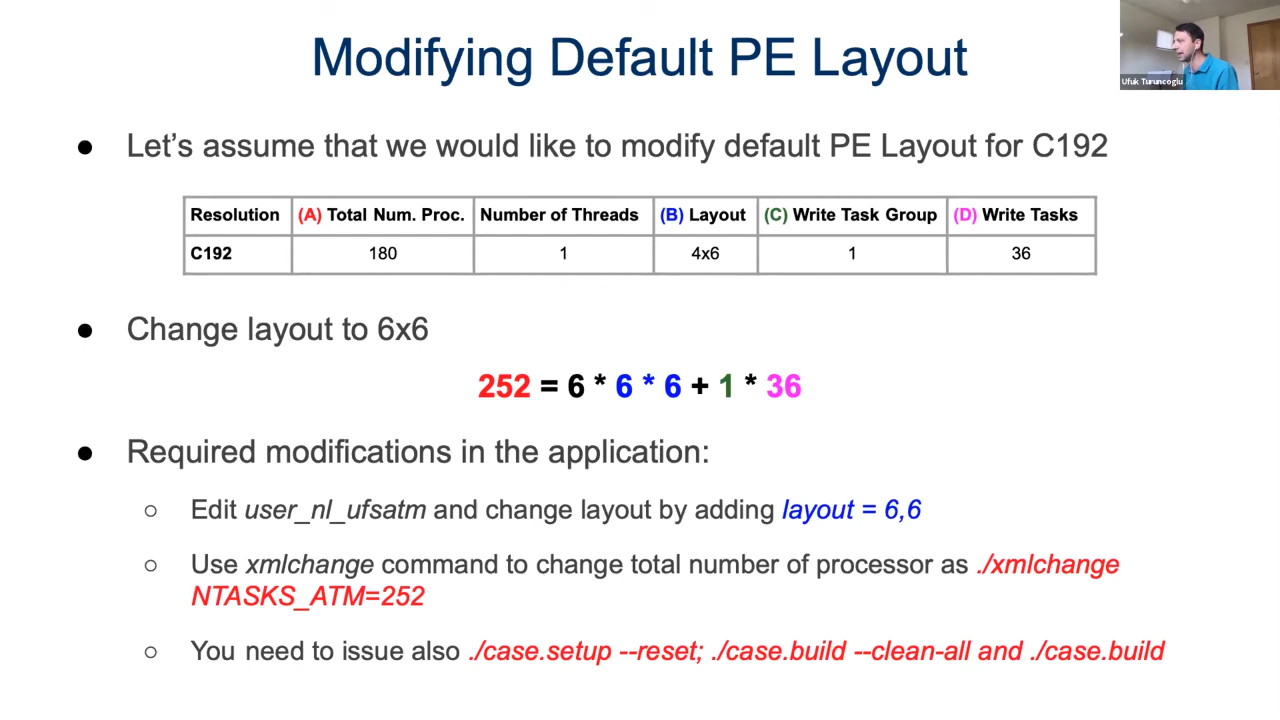 Modifying Default PE Layout
Ufuk Turuncoglu
● Let's assume that we would like to modify default PE Layout for C192
Resolution (A) Total Num. Proc. Number of Threads (B) Layout (C) Write Task Group (D) Write Tasks
C192 180 1 4x6 1 36
● Change layout to 6x6
252 = 6 * 6 * 6 + 1 * 36
● Required modifications in the application:
○ Edit user_nl_ufsatm and change layout by adding layout = 6,6
○ Use xmlchange command to change total number of processor as ./xmlchange
NTASKS_ATM=252
○ You need to issue also ./case.setup --reset; ./case.build --clean-all and ./case.build